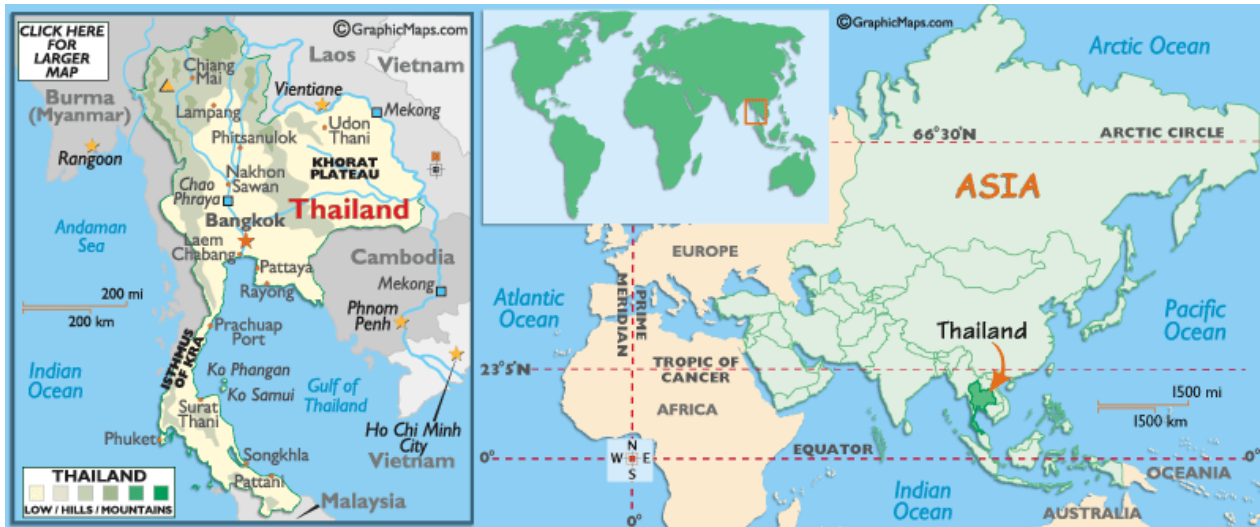 CLICK HERE
FOR
LARGER
MAP
©GraphicMaps.com
Laos
Vietnam
Chiang
Mai
Burma
(Myanmar)
Vientiane
Mekong
Lampang
Udon
Thani
Phitsanulok
Rangoon
KHORAT
PLATEAU
Nakhon
Sawan
Chao
Phraya
Thailand
Bangkok
Andaman
Sea
Laem
Chabang
Cambodia
Pattaya
Mekong
Rayong
200 mi
200 km
Phnom
Penh
Prachuap
Port
ISTHMUS
OF KRA
Indian
Ocean
Ko Phangan
Ko Samui
Gulf of
Thailand
Surat
Thani
Phuket
Ho Chi Minh
City
Vietnam
Songkhla
Pattani
THAILAND
LOW / HILLS / MOUNTAINS
Malaysia
©GraphicMaps.com
Arctic Ocean
66°30'N
ARCTIC CIRCLE
ASIA
EUROPE
Atlantic
Ocean
PRIME
MERIDIAN
Pacific
Ocean
Thailand
TROPIC OF
CANCER
23°5'N
AFRICA
1500 mi
1500 km
EQUATOR
N
W E
S
0°
0°
0°
OCEANIA
Indian
Ocean
AUSTRALIA